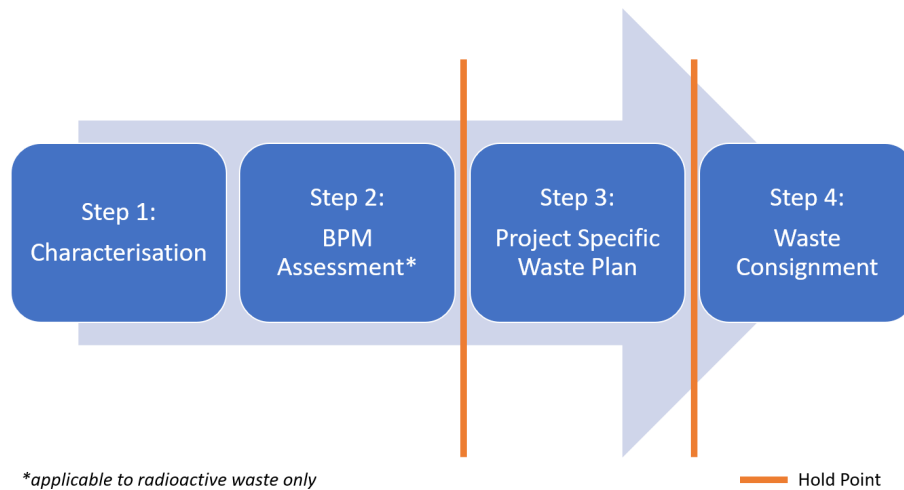 Step 1:
Characterisation
Step 2:
BPM
Assessment*
Step 3:
Project Specific
Waste Plan
Step 4:
Waste
Consignment
*applicable to radioactive waste only
Hold Point